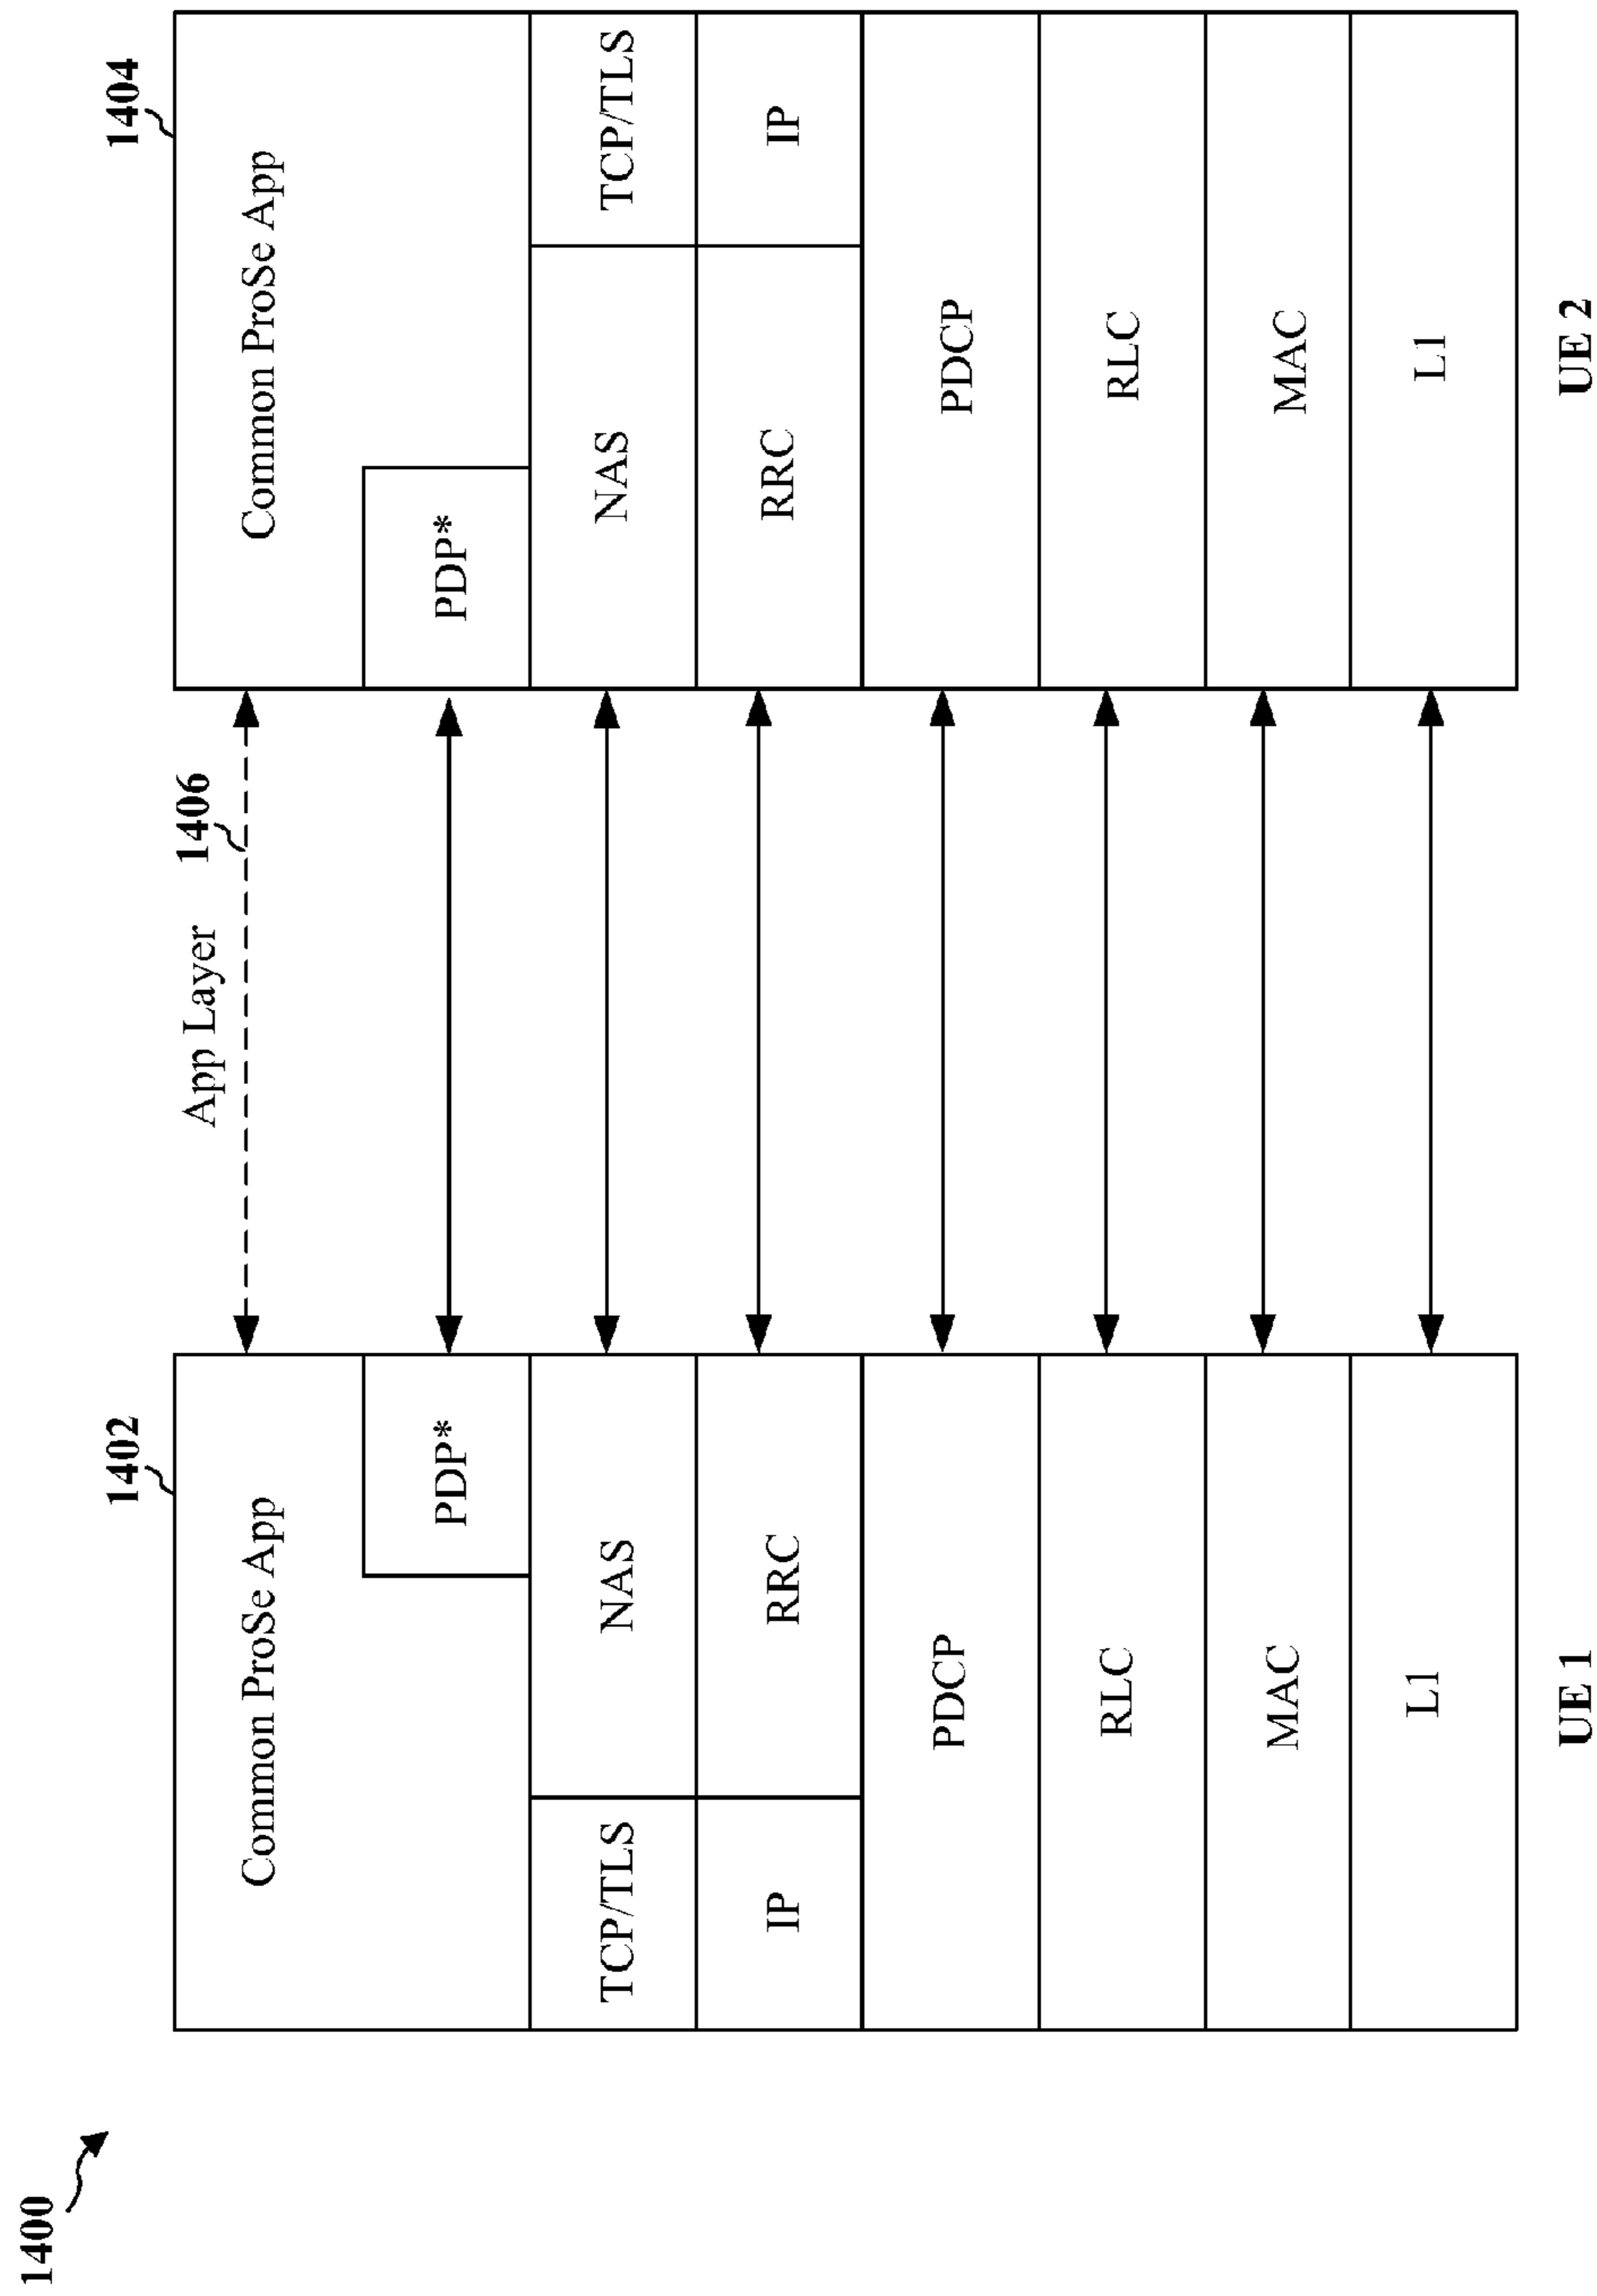 1400
1402
1404
App Layer
1406
Common ProSe App
Common ProSe App
PDP*
PDP*
TCP/TLS
NAS
NAS
TCP/TLS
IP
RRC
RRC
IP
PDCP
PDCP
RLC
RLC
MAC
MAC
L1
L1
UE 1
UE 2